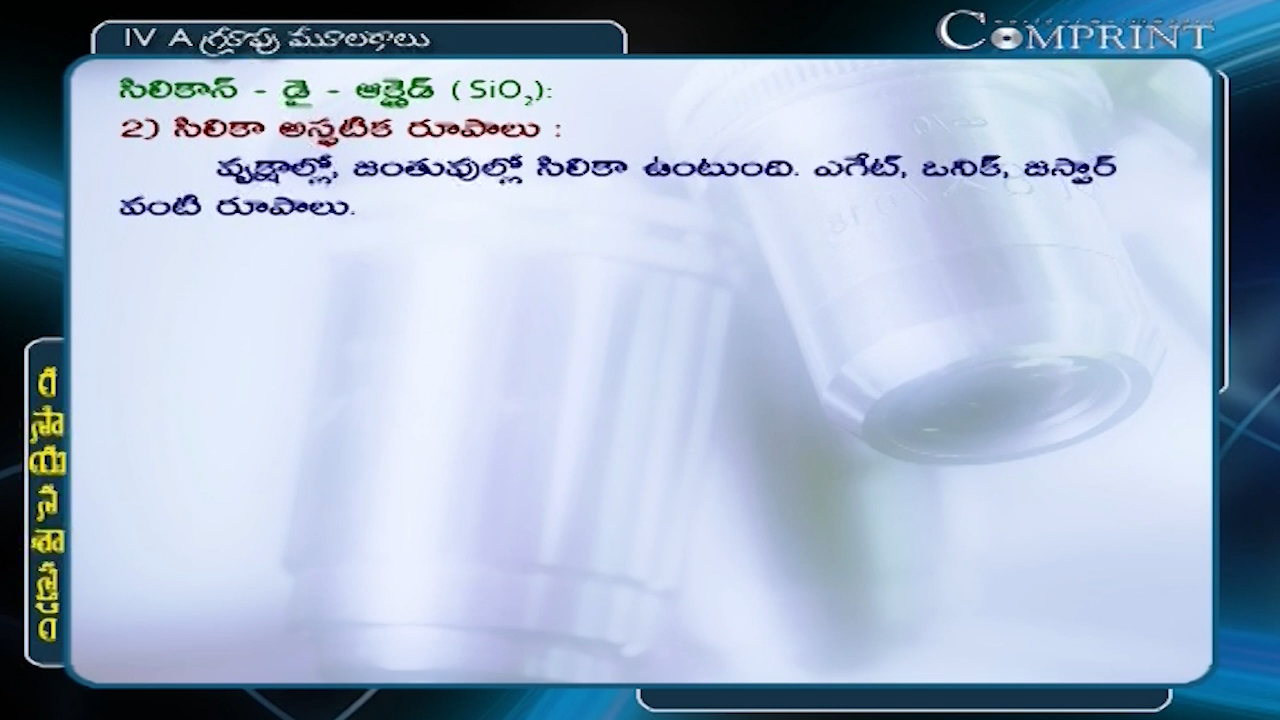 IV A గ్రూపు మూలకాలు
COMPRINT
సిలికాన్ - డై - ఆక్సైడ్ ( SiO₂):
2) సిలికా అస్ఫటిక రూపాలు :
వృక్షాల్లో, జంతువుల్లో సిలికా ఉంటుంది. ఎగేట్, ఒనిక్, జస్పార్
వంటి రూపాలు.
రసాయన శాస్త్రం